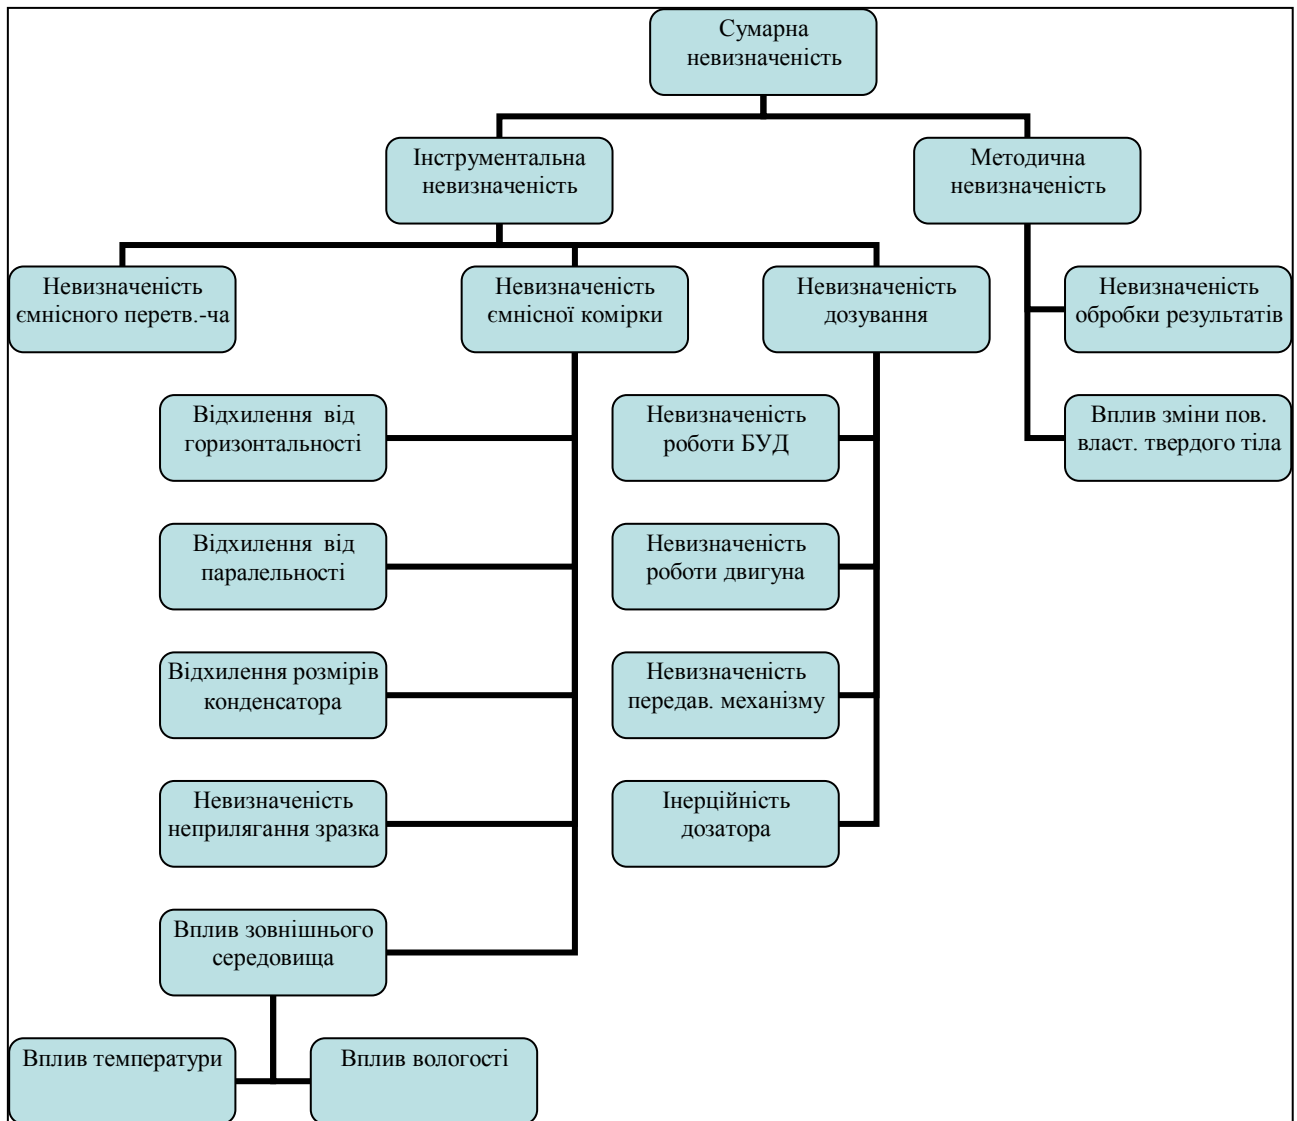 Сумарна
невизначеність
Інструментальна
невизначеність
Методична
невизначеність
Невизначеність
ємнісного перетв.-ча
Невизначеність
ємнісної комірки
Невизначеність
дозування
Невизначеність
обробки результатів
Відхилення від
горизонтальності
Невизначеність
роботи БУД
Вплив зміни пов.
власт. твердого тіла
Відхилення від
паралельності
Невизначеність
роботи двигуна
Відхилення розмірів
конденсатора
Невизначеність
передав. механізму
Невизначеність
неприлягання зразка
Інерційність
дозатора
Вплив зовнішнього
середовища
Вплив температури
Вплив вологості